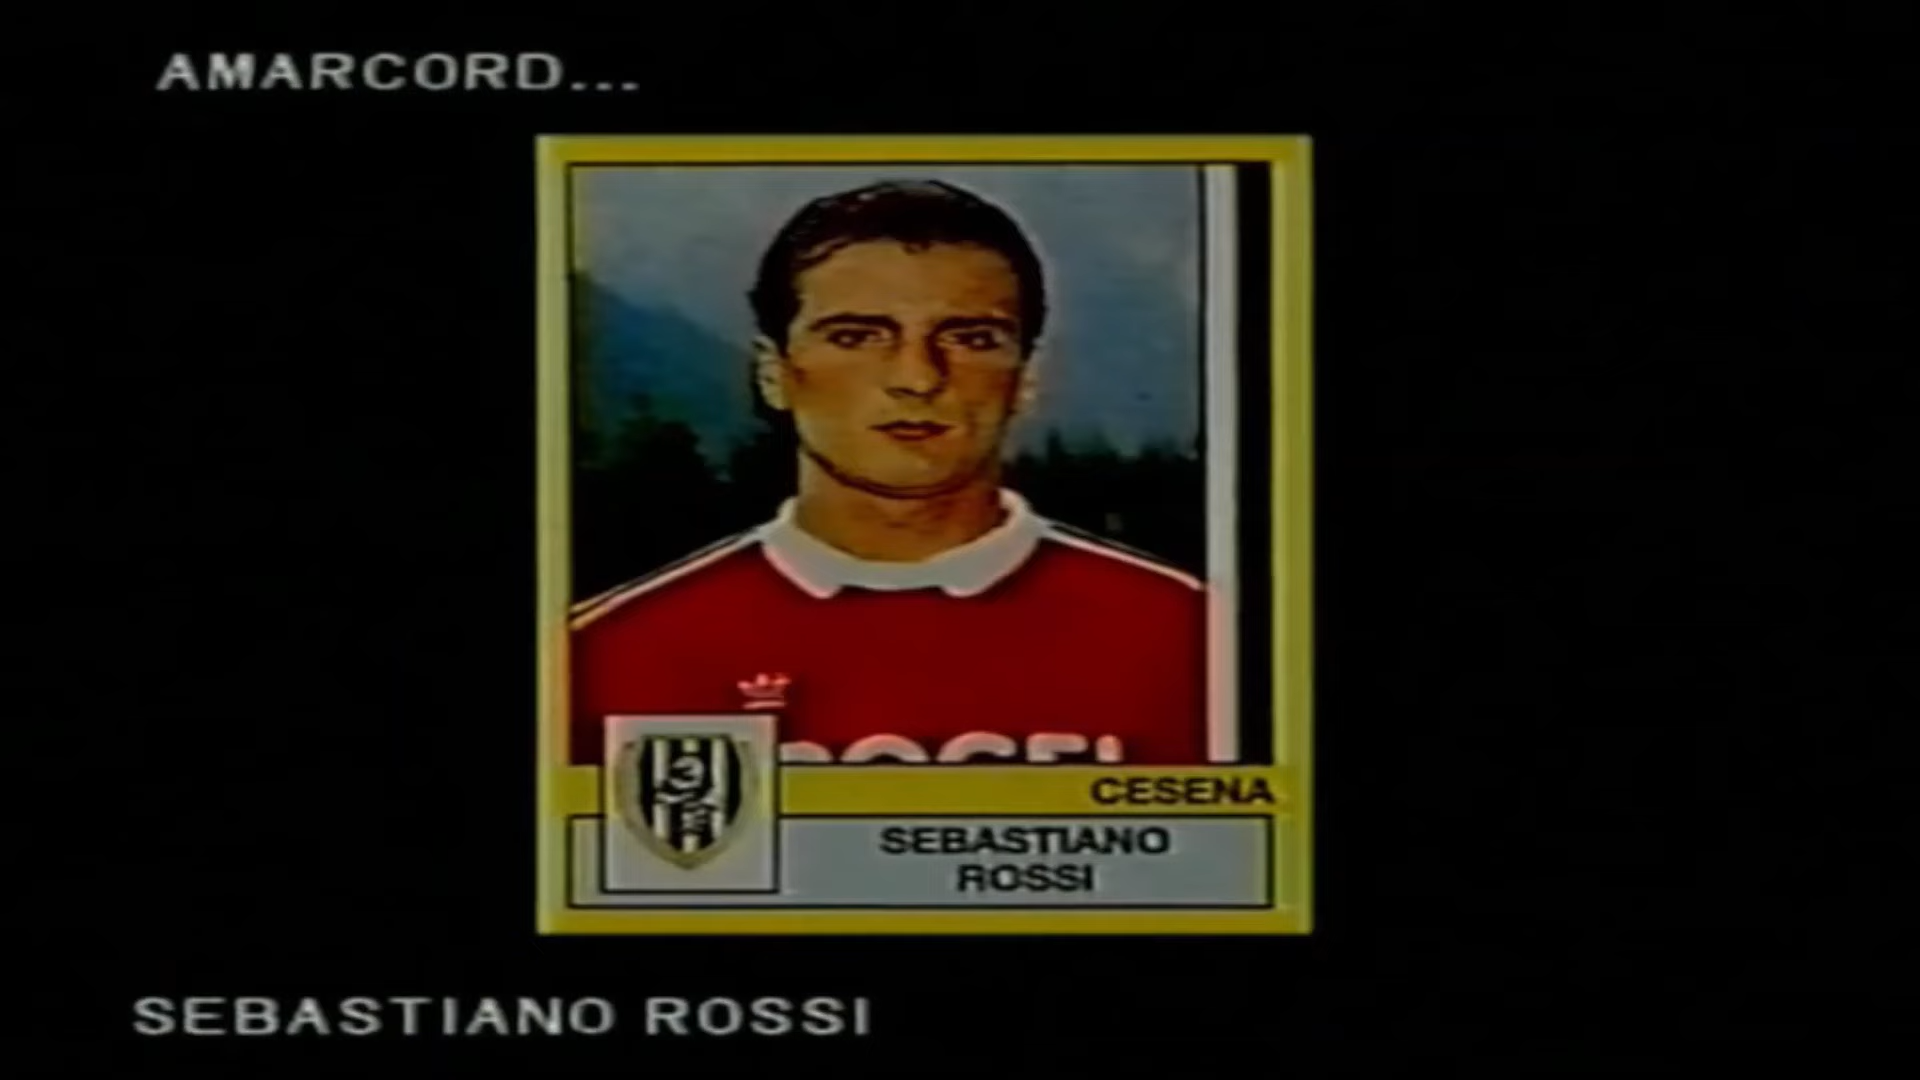 AMARCORD...
CESENA
SEBASTIANO
ROSSI
SEBASTIANO ROSSI